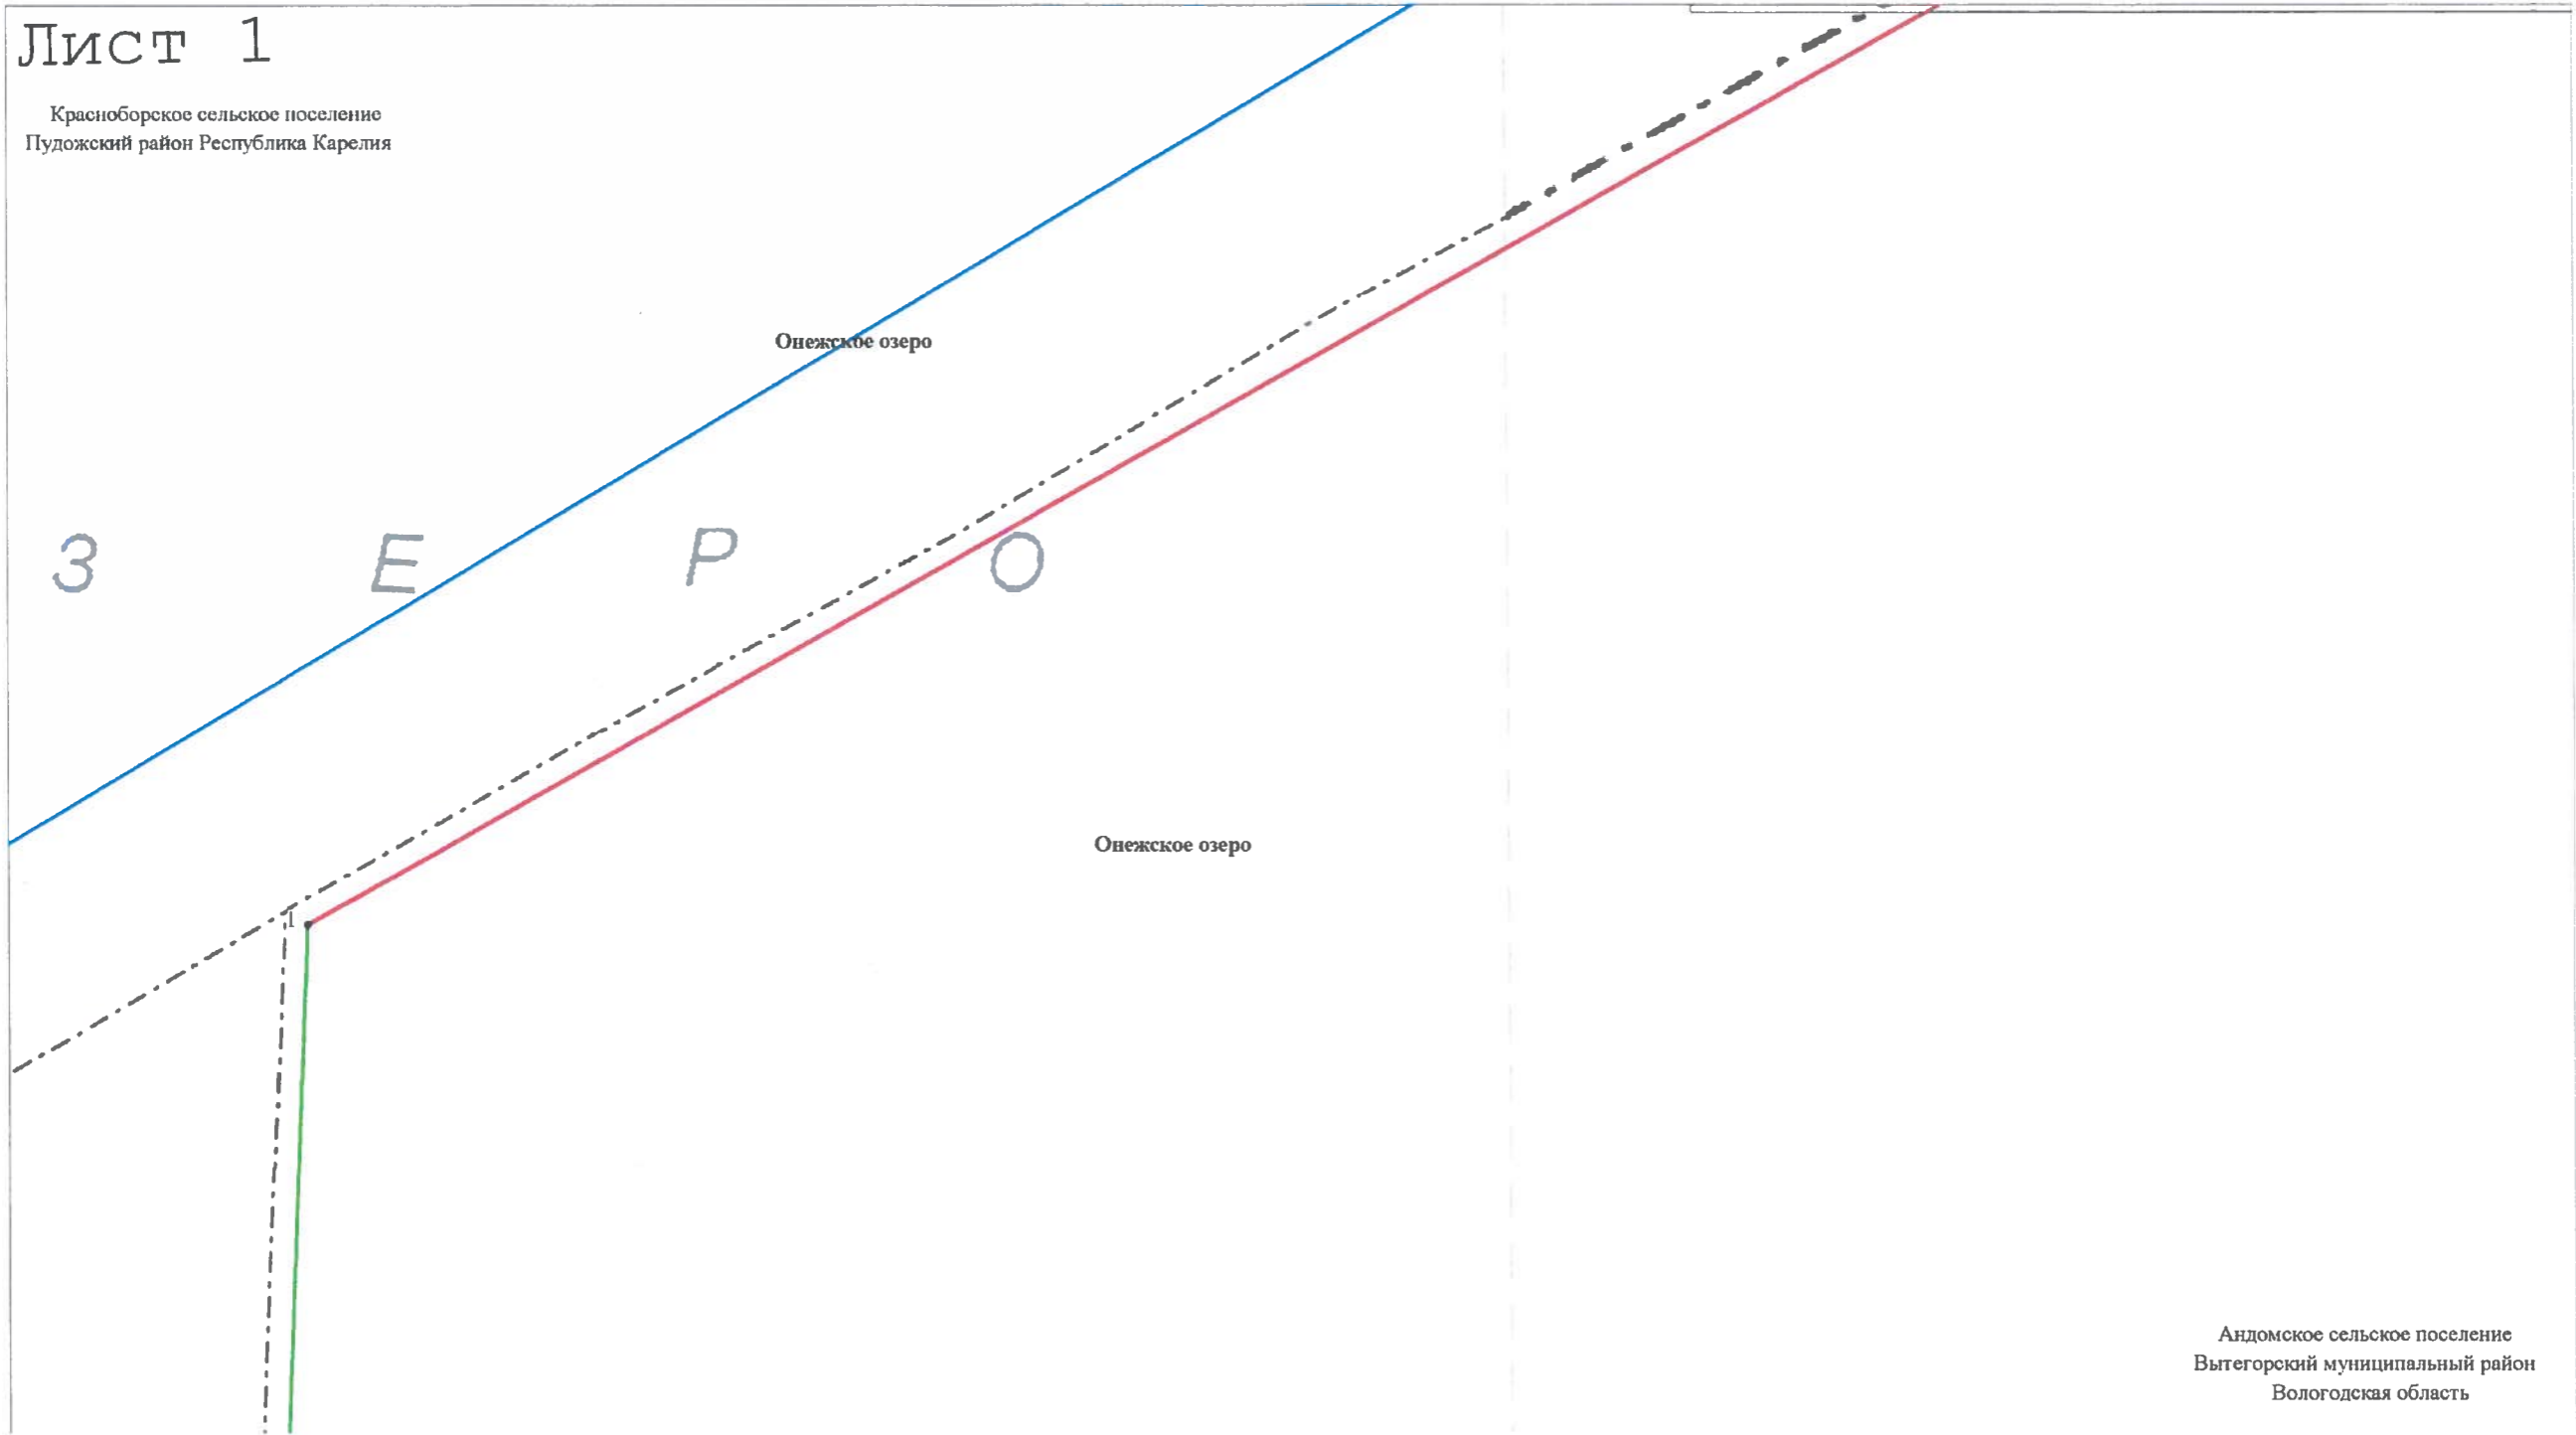 Лист 1
Красноборское сельское поселение
Пудожский район Республика Карелия
Онежское озеро
З Е Р О
Онежское озеро
1
Андомское сельское поселение
Вытегорский муниципальный район
Вологодская область